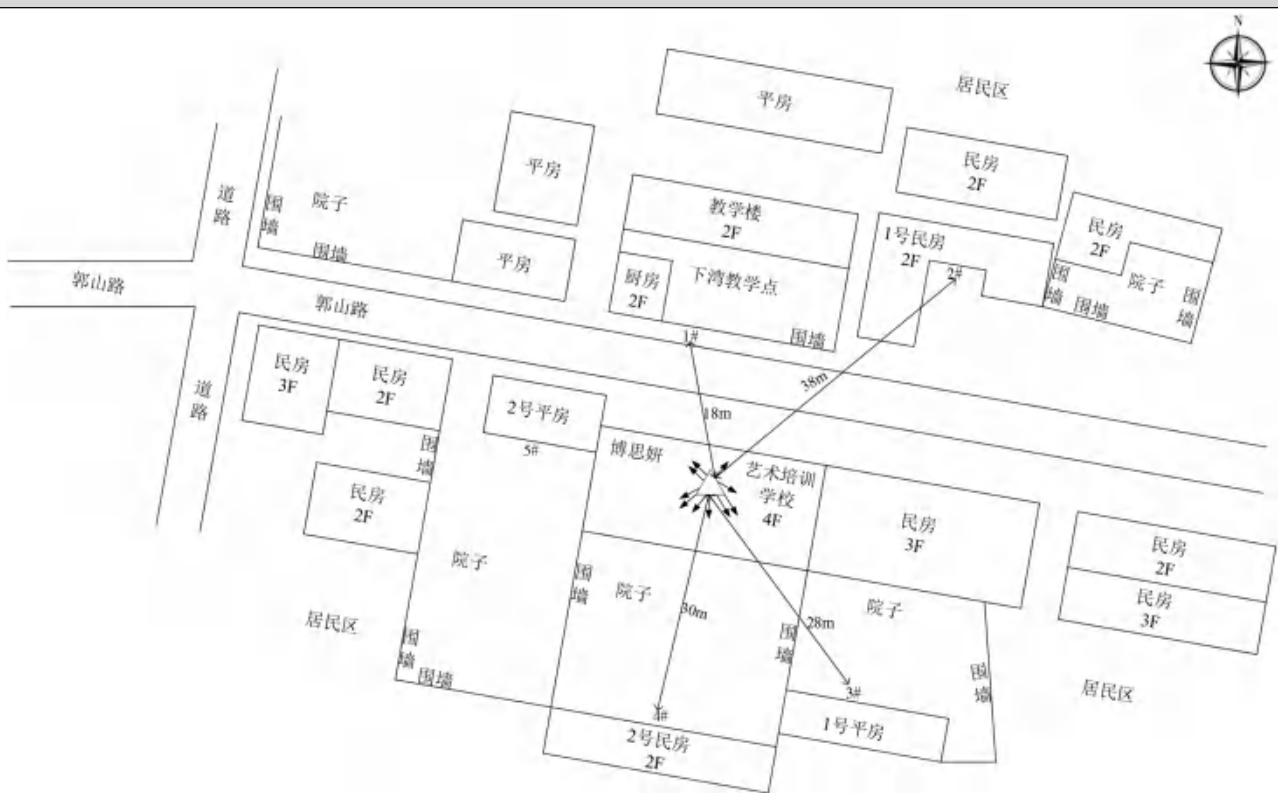 N
居民区
平房
民房
2F
平房
教学楼
2F
民房
2F
道
路
围
墙
院子
围墙
平房
1号民房
2F
2#
围
墙
围墙
院子
围
墙
厨房
2F
下湾教学点
围墙
1#
郭山路
郭山路
38m
18m
道
路
民房
3F
民房
2F
围
墙
2号平房
5#
博思妍
艺术培训
学校
4F
民房
3F
民房
2F
民房
2F
民房
3F
院子
围
墙
院子
30m
28m
围
墙
院子
居民区
围
墙
围墙
围
墙
居民区
3#
4#
1号平房
2号民房
2F